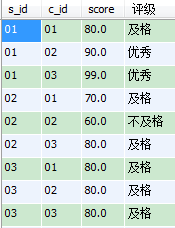 s_id c_id score 评级
01 01 80.0 及格
01 02 90.0 优秀
01 03 99.0 优秀
02 01 70.0 及格
02 02 60.0 不及格
02 03 80.0 及格
03 01 80.0 及格
03 02 80.0 及格
03 03 80.0 及格